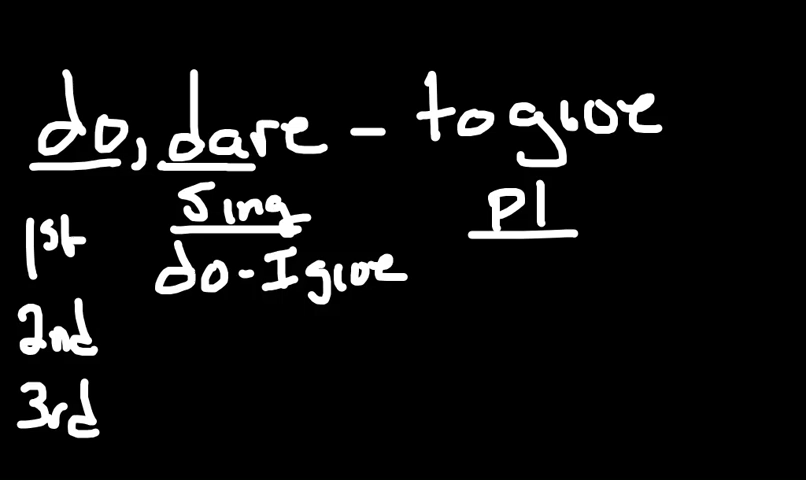 do, dare - to give
Sing pl
1st do - I give
2nd
3rd